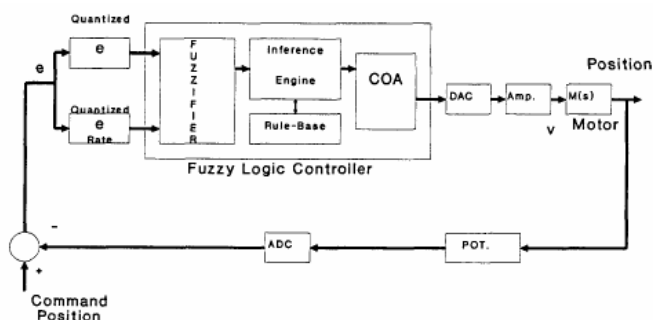 Quantized
e
e
Quantized
e
Rate
FUZZIFIER
Inference
Engine
Rule-Base
COA
Fuzzy Logic Controller
DAC
Amp.
V
M(s)
Motor
Position
-
+
ADC
POT.
Command
Position